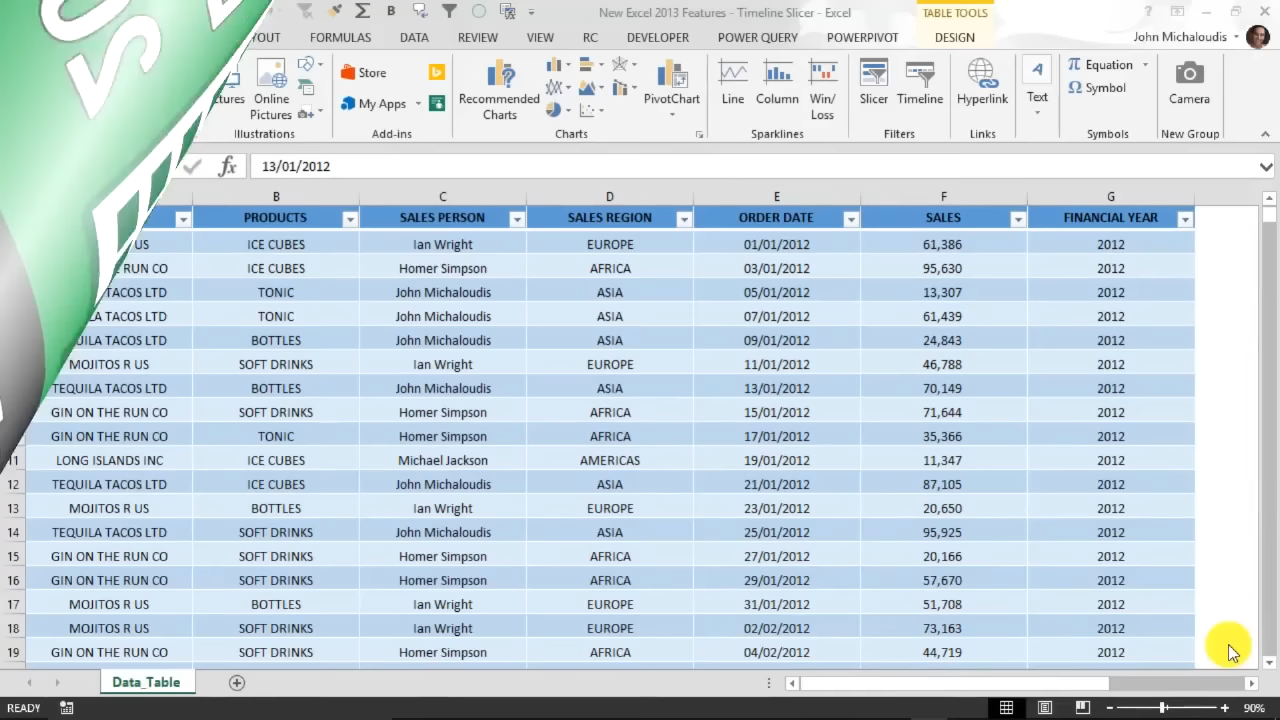 New Excel 2013 Features - Timeline Slicer - Excel
TABLE TOOLS
FORMULAS DATA REVIEW VIEW RC DEVELOPER POWER QUERY POWERPIVOT DESIGN
John Michaloudis
Online Pictures
Illustrations
Store
My Apps
Add-ins
Recommended Charts
PivotChart
Charts
Line
Column
Win/Loss
Sparklines
Slicer
Timeline
Filters
Hyperlink
Links
Text
Equation
Symbol
Symbols
Camera
New Group
fx 13/01/2012
B C D E F G
PRODUCTS SALES PERSON SALES REGION ORDER DATE SALES FINANCIAL YEAR
US ICE CUBES Ian Wright EUROPE 01/01/2012 61,386 2012
RUN CO ICE CUBES Homer Simpson AFRICA 03/01/2012 95,630 2012
TACOS LTD TONIC John Michaloudis ASIA 05/01/2012 13,307 2012
TACOS LTD TONIC John Michaloudis ASIA 07/01/2012 61,439 2012
TACOS LTD BOTTLES John Michaloudis ASIA 09/01/2012 24,843 2012
MOJITOS R US SOFT DRINKS Ian Wright EUROPE 11/01/2012 46,788 2012
TEQUILA TACOS LTD BOTTLES John Michaloudis ASIA 13/01/2012 70,149 2012
GIN ON THE RUN CO SOFT DRINKS Homer Simpson AFRICA 15/01/2012 71,644 2012
GIN ON THE RUN CO TONIC Homer Simpson AFRICA 17/01/2012 35,366 2012
11 LONG ISLANDS INC ICE CUBES Michael Jackson AMERICAS 19/01/2012 11,347 2012
12 TEQUILA TACOS LTD ICE CUBES John Michaloudis ASIA 21/01/2012 87,105 2012
13 MOJITOS R US BOTTLES Ian Wright EUROPE 23/01/2012 20,650 2012
14 TEQUILA TACOS LTD SOFT DRINKS John Michaloudis ASIA 25/01/2012 95,925 2012
15 GIN ON THE RUN CO SOFT DRINKS Homer Simpson AFRICA 27/01/2012 20,166 2012
16 GIN ON THE RUN CO SOFT DRINKS Homer Simpson AFRICA 29/01/2012 57,670 2012
17 MOJITOS R US BOTTLES Ian Wright EUROPE 31/01/2012 51,708 2012
18 MOJITOS R US SOFT DRINKS Ian Wright EUROPE 02/02/2012 73,163 2012
19 GIN ON THE RUN CO SOFT DRINKS Homer Simpson AFRICA 04/02/2012 44,719 2012
Data_Table
READY
90%